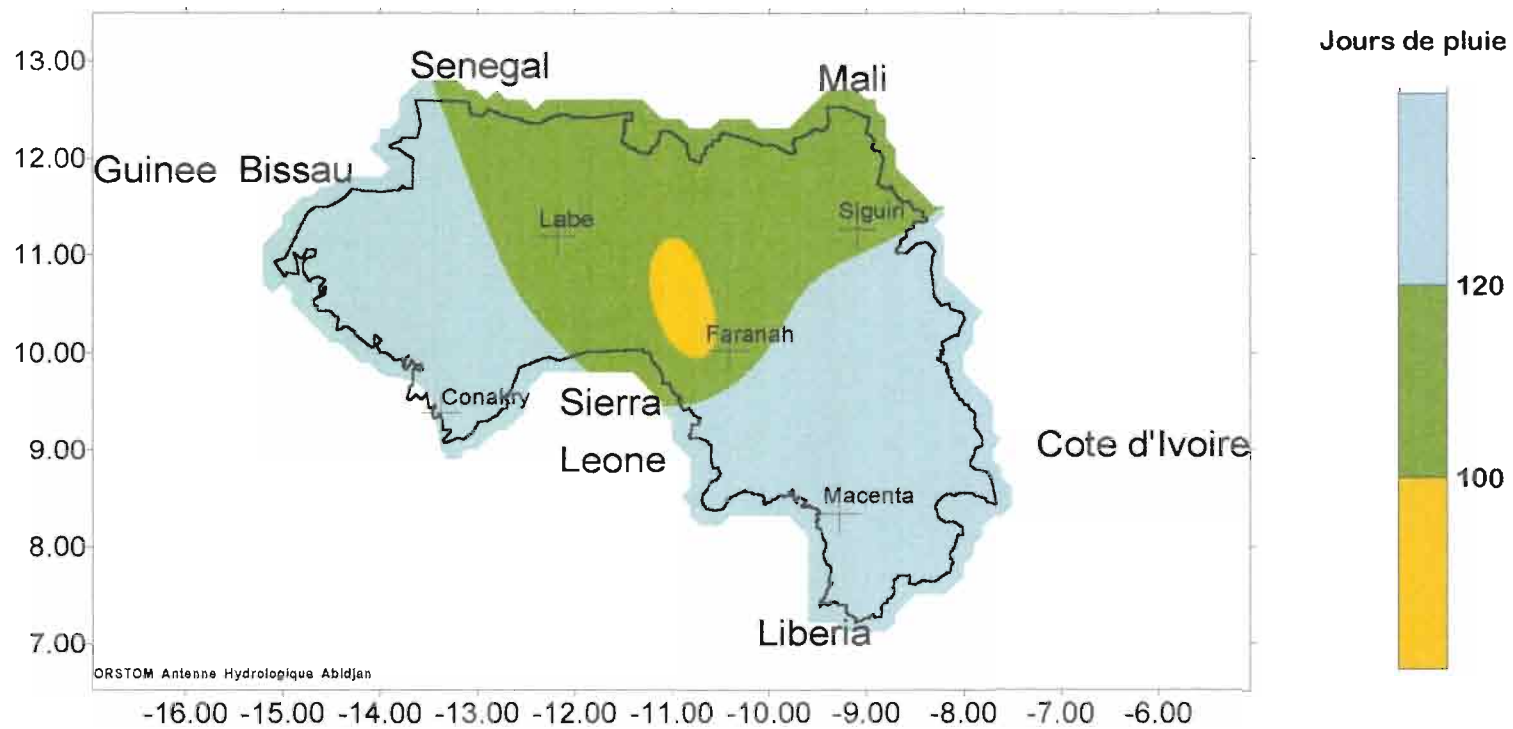 Jours de pluie
13.00
12.00
11.00
10.00
9.00
8.00
7.00
Senegal
Mali
Guinee Bissau
Labe
Siguiri
Faranah
Conakry
Sierra
Leone
Cote d'Ivoire
Macenta
Liberia
ORSTOM Antenne Hydrologique Abidjan
-16.00 -15.00 -14.00 -13.00 -12.00 -11.00 -10.00 -9.00 -8.00 -7.00 -6.00
120
100